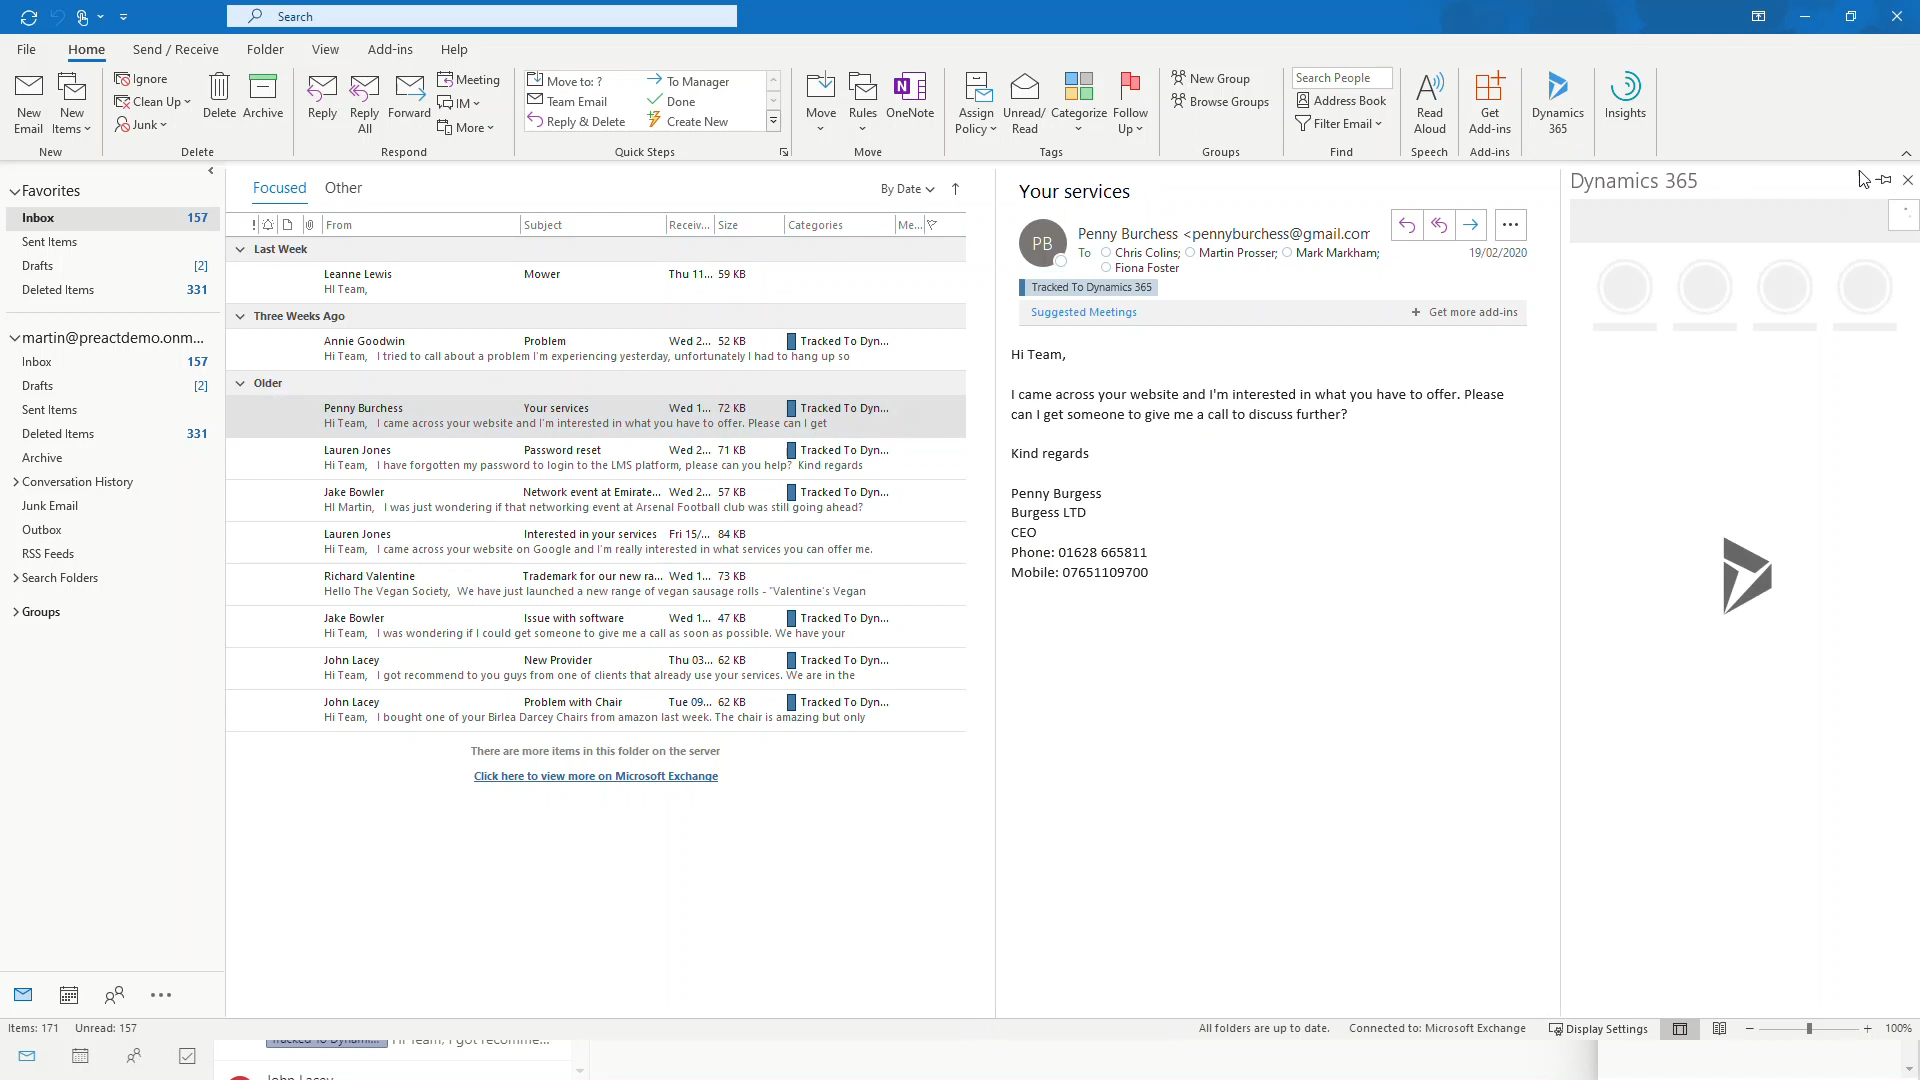 Search
File Home Send / Receive Folder View Add-ins Help
New Email
New Items
New
Ignore
Clean Up
Junk
Delete
Archive
Delete
Reply
Reply All
Forward
Meeting
IM
More
Respond
Move to: ?
Team Email
Reply & Delete
To Manager
Done
Create New
Quick Steps
Move
Rules
OneNote
Move
Assign Policy
Unread/ Read
Categorize
Follow Up
Tags
New Group
Browse Groups
Groups
Search People
Address Book
Filter Email
Find
Read Aloud
Speech
Get Add-ins
Add-ins
Dynamics 365
Insights
Favorites
Inbox 157
Sent Items
Drafts [2]
Deleted Items 331
martin@preactdemo.onm...
Inbox 157
Drafts [2]
Sent Items
Deleted Items 331
Archive
Conversation History
Junk Email
Outbox
RSS Feeds
Search Folders
Groups
Focused Other By Date
! From Subject Receiv... Size Categories Me...
Last Week
Leanne Lewis Mower Thu 11... 59 KB
HI Team,
Three Weeks Ago
Annie Goodwin Problem Wed 2... 52 KB Tracked To Dyn...
Hi Team, I tried to call about a problem I'm experiencing yesterday, unfortunately I had to hang up so
Older
Penny Burchess Your services Wed 1... 72 KB Tracked To Dyn...
Hi Team, I came across your website and I'm interested in what you have to offer. Please can I get
Lauren Jones Password reset Wed 2... 71 KB Tracked To Dyn...
Hi Team, I have forgotten my password to login to the LMS platform, please can you help? Kind regards
Jake Bowler Network event at Emirate... Wed 2... 57 KB Tracked To Dyn...
HI Martin, I was just wondering if that networking event at Arsenal Football club was still going ahead?
Lauren Jones Interested in your services Fri 15/... 84 KB
Hi Team, I came across your website on Google and I'm really interested in what services you can offer me.
Richard Valentine Trademark for our new ra... Wed 1... 73 KB
Hello The Vegan Society, We have just launched a new range of vegan sausage rolls - "Valentine's Vegan
Jake Bowler Issue with software Wed 1... 47 KB Tracked To Dyn...
Hi Team, I was wondering if I could get someone to give me a call as soon as possible. We have your
John Lacey New Provider Thu 03... 62 KB Tracked To Dyn...
Hi Team, I got recommend to you guys from one of clients that already use your services. We are in the
John Lacey Problem with Chair Tue 09... 62 KB Tracked To Dyn...
Hi Team, I bought one of your Birlea Darcey Chairs from amazon last week. The chair is amazing but only
There are more items in this folder on the server
Click here to view more on Microsoft Exchange
Your services
PB
Penny Burchess <pennyburchess@gmail.com
To Chris Colins; Martin Prosser; Mark Markham;
Fiona Foster
19/02/2020
Tracked To Dynamics 365
Suggested Meetings + Get more add-ins
Hi Team,
I came across your website and I'm interested in what you have to offer. Please
can I get someone to give me a call to discuss further?
Kind regards
Penny Burgess
Burgess LTD
CEO
Phone: 01628 665811
Mobile: 07651109700
Dynamics 365
Items: 171 Unread: 157
All folders are up to date. Connected to: Microsoft Exchange Display Settings 100%
Hi Team, I got recomme...
John Lacey